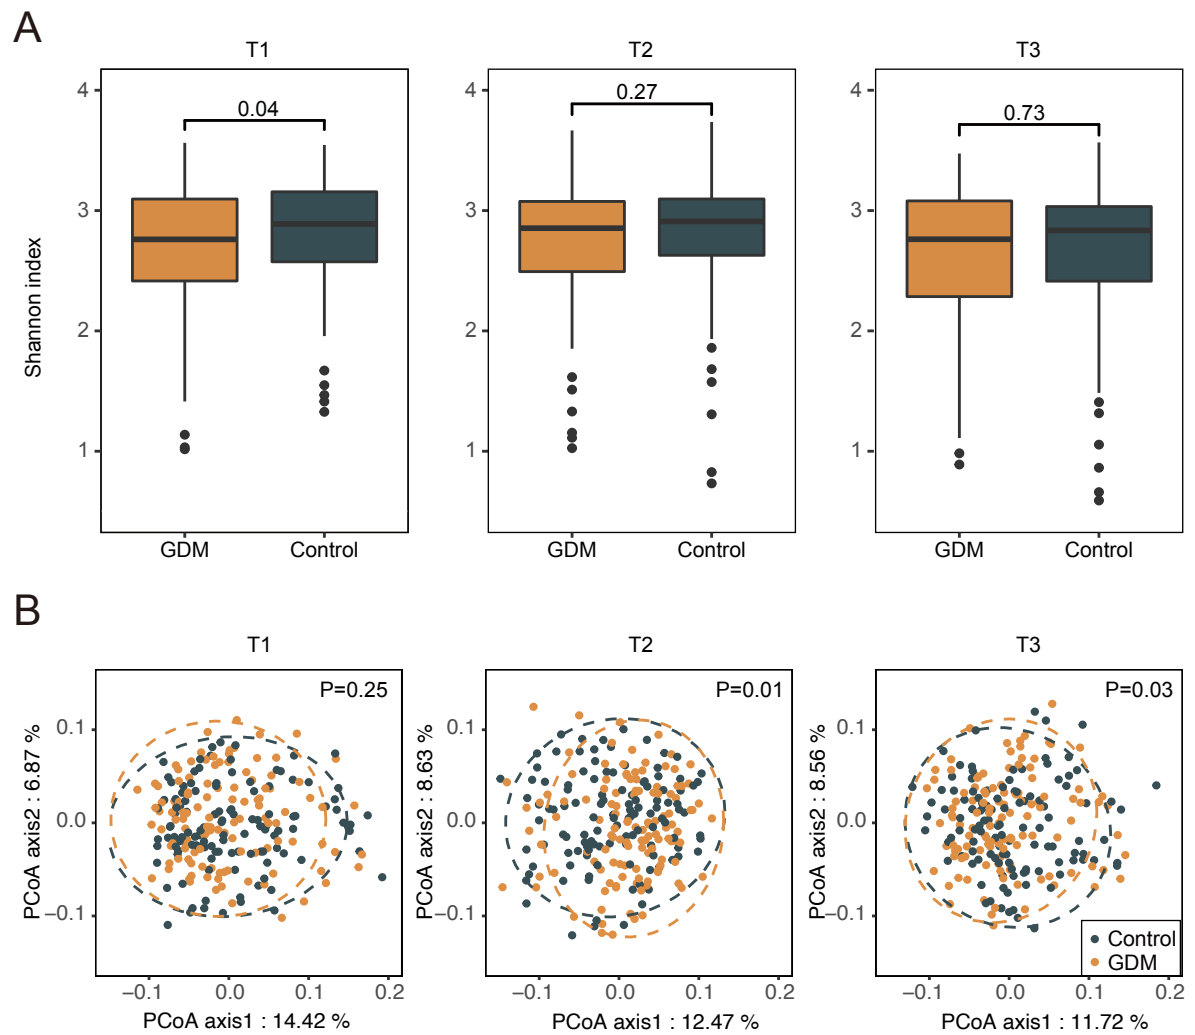 A
T1
T2
T3
Shannon index
4
3
2
1
0.04
GDM
Control
4
3
2
1
0.27
GDM
Control
4
3
2
1
0.73
GDM
Control
B
T1
T2
T3
PCoA axis2 : 6.87 %
0.1
0.0
−0.1
P=0.25
−0.1
0.0
0.1
0.2
PCoA axis1 : 14.42 %
PCoA axis2 : 8.63 %
0.1
0.0
−0.1
P=0.01
−0.1
0.0
0.1
0.2
PCoA axis1 : 12.47 %
PCoA axis2 : 8.56 %
0.1
0.0
−0.1
P=0.03
Control
GDM
−0.1
0.0
0.1
0.2
PCoA axis1 : 11.72 %